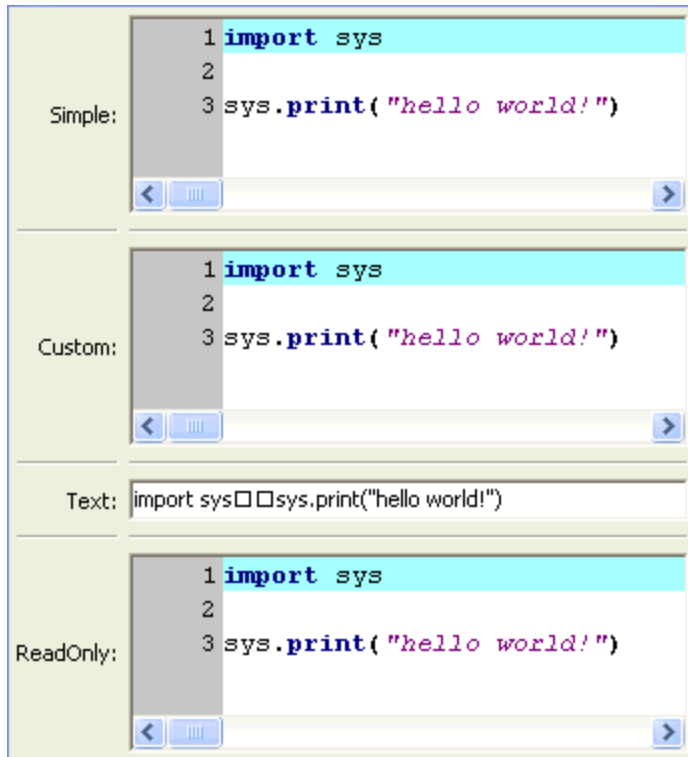 1 import sys
2
Simple: 3 sys.print("hello world!")
1 import sys
2
Custom: 3 sys.print("hello world!")
Text: import sys□□sys.print("hello world!")
1 import sys
2
ReadOnly: 3 sys.print("hello world!")